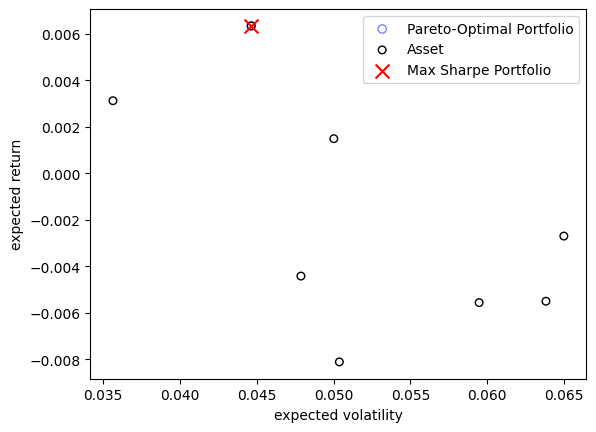 Pareto-Optimal Portfolio
Asset
Max Sharpe Portfolio
0.006
0.004
0.002
0.000
−0.002
−0.004
−0.006
−0.008
expected return
0.035 0.040 0.045 0.050 0.055 0.060 0.065
expected volatility